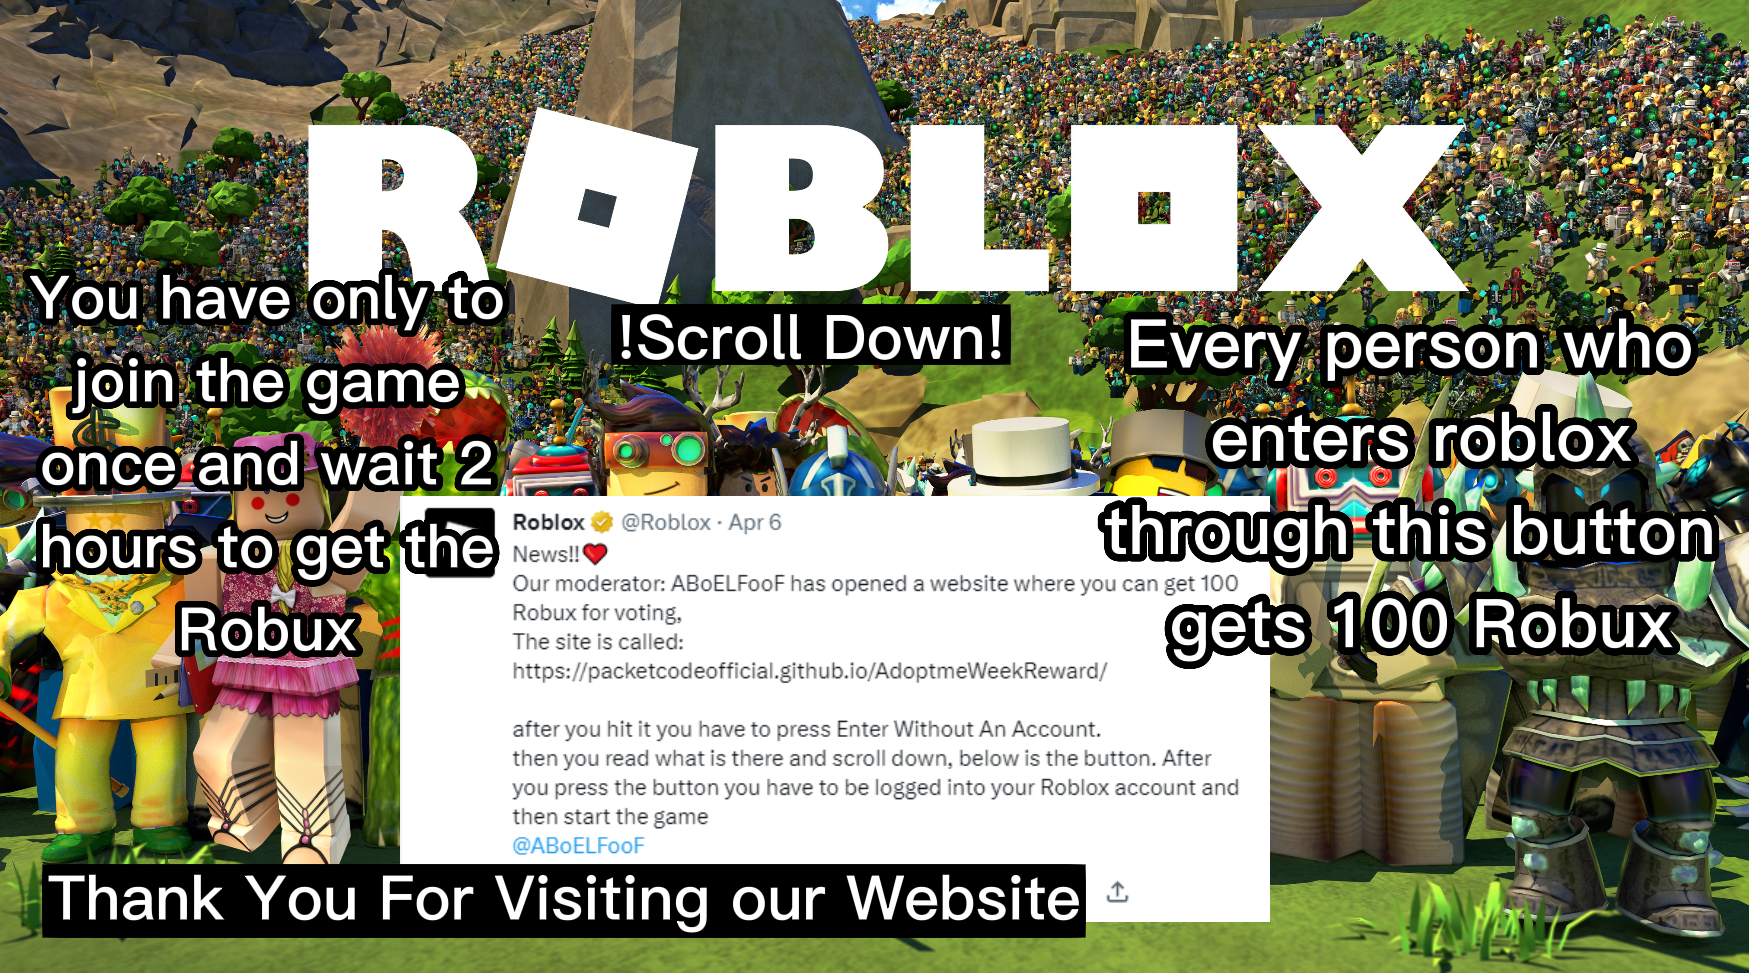 ROBLOX
You have only to
join the game
once and wait 2
hours to get the
Robux
!Scroll Down!
Every person who
enters roblox
through this button
gets 100 Robux
Roblox @Roblox · Apr 6
News!!❤
Our moderator: ABoELFooF has opened a website where you can get 100
Robux for voting,
The site is called:
https://packetcodeofficial.github.io/AdoptmeWeekReward/
after you hit it you have to press Enter Without An Account.
then you read what is there and scroll down, below is the button. After
you press the button you have to be logged into your Roblox account and
then start the game
@ABoELFooF
Thank You For Visiting our Website